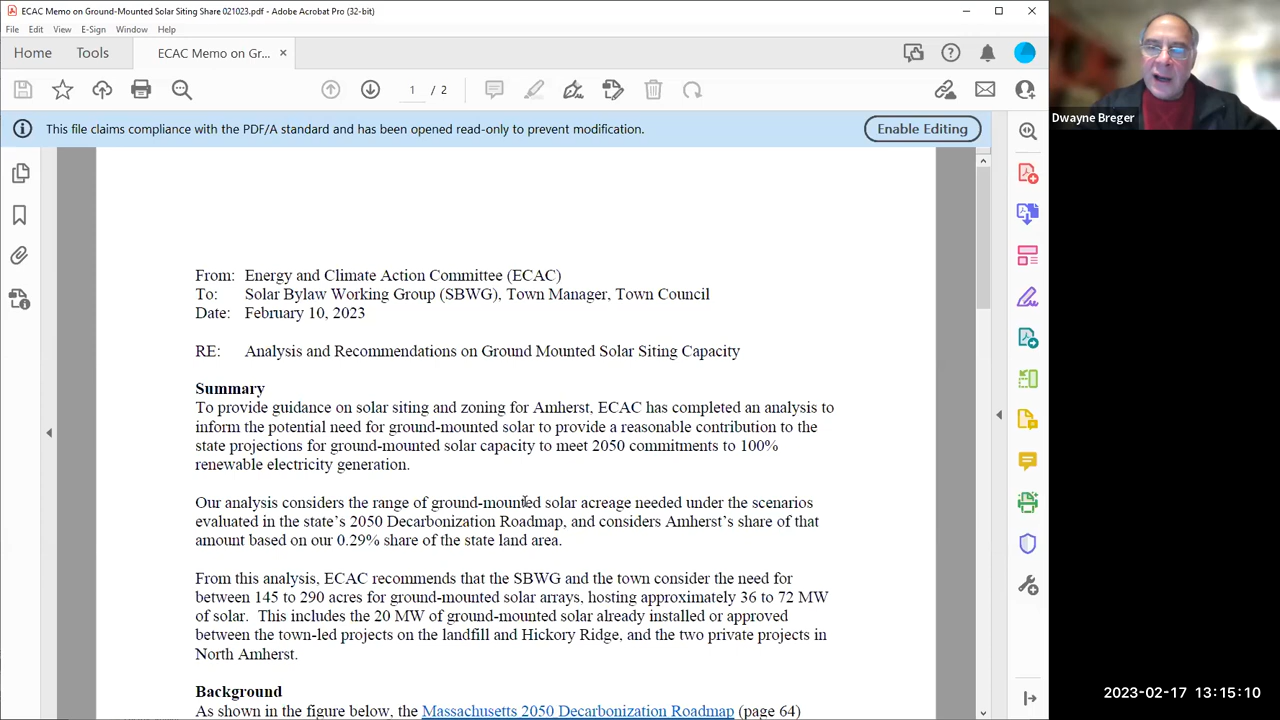 ECAC Memo on Ground-Mounted Solar Siting Share 021023.pdf - Adobe Acrobat Pro (32-bit)
File Edit View E-Sign Window Help
Home Tools ECAC Memo on Gr... ×
1 / 2
This file claims compliance with the PDF/A standard and has been opened read-only to prevent modification.
Enable Editing
Dwayne Breger
From: Energy and Climate Action Committee (ECAC)
To: Solar Bylaw Working Group (SBWG), Town Manager, Town Council
Date: February 10, 2023
RE: Analysis and Recommendations on Ground Mounted Solar Siting Capacity
Summary
To provide guidance on solar siting and zoning for Amherst, ECAC has completed an analysis to
inform the potential need for ground-mounted solar to provide a reasonable contribution to the
state projections for ground-mounted solar capacity to meet 2050 commitments to 100%
renewable electricity generation.
Our analysis considers the range of ground-mounted solar acreage needed under the scenarios
evaluated in the state's 2050 Decarbonization Roadmap, and considers Amherst's share of that
amount based on our 0.29% share of the state land area.
From this analysis, ECAC recommends that the SBWG and the town consider the need for
between 145 to 290 acres for ground-mounted solar arrays, hosting approximately 36 to 72 MW
of solar. This includes the 20 MW of ground-mounted solar already installed or approved
between the town-led projects on the landfill and Hickory Ridge, and the two private projects in
North Amherst.
Background
As shown in the figure below, the Massachusetts 2050 Decarbonization Roadmap (page 64)
2023-02-17 13:15:10